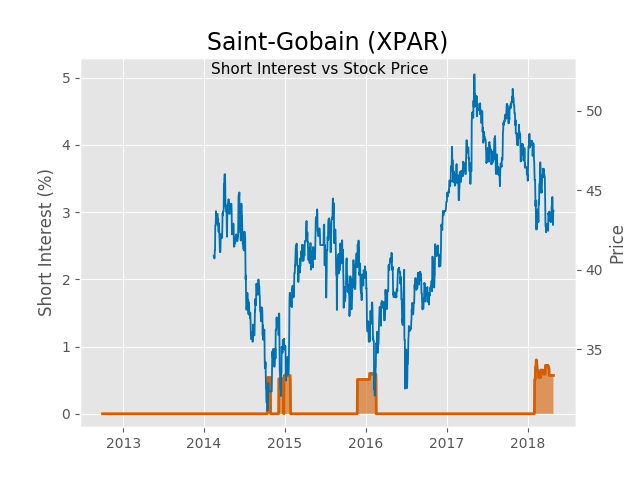 Saint-Gobain (XPAR)
Short Interest vs Stock Price
Short Interest (%)
5
4
3
2
1
0
50
45
40
35
Price
2013 2014 2015 2016 2017 2018